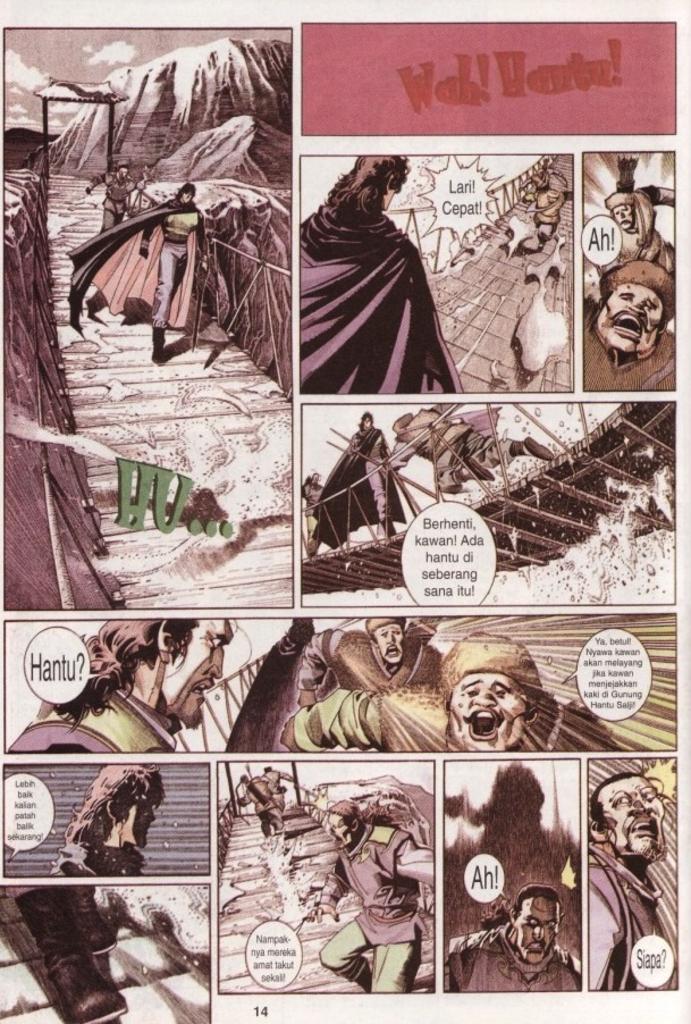 HU...
Wah! Hantu!
Lari!
Cepat!
Ah!
Berhenti,
kawan! Ada
hantu di
seberang
sana itu!
Hantu?
Ya, betul!
Nyawa kawan
akan melayang
jika kawan
menjejakkan
kaki di Gunung
Hantu Salji!
Lebih
baik
kalian
patah
balik
sekarang!
Nampak-
nya mereka
amat takut
sekali!
Ah!
Siapa?
14